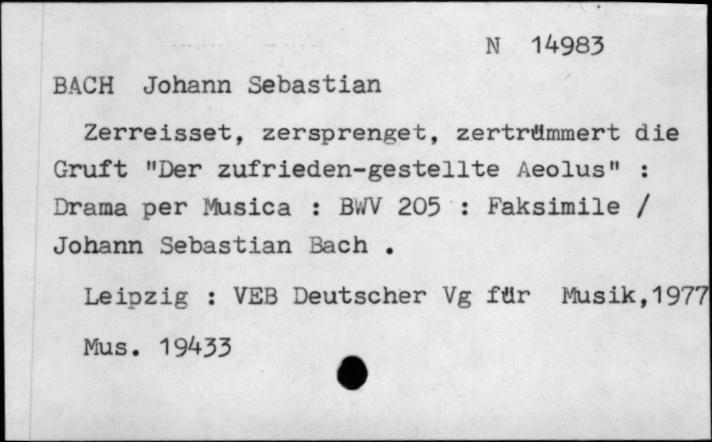 N 14983
BACH Johann Sebastian
Zerreisset, zersprenget, zertrümmert die
Gruft "Der zufrieden-gestellte Aeolus" :
Drama per Musica : BWV 205 : Faksimile /
Johann Sebastian Bach .
Leipzig : VEB Deutscher Vg für Musik,1977
Mus. 19433